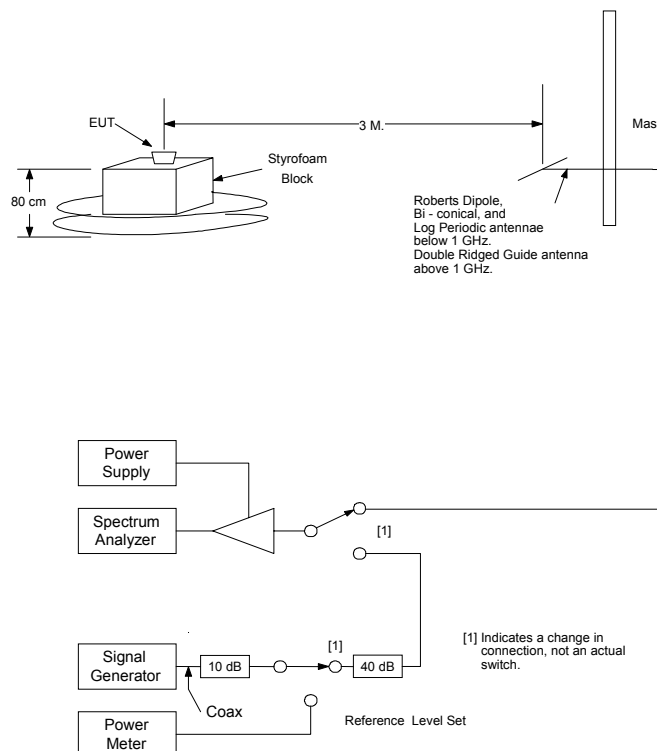 EUT
3 M.
Mas
Styrofoam
Block
80 cm
Roberts Dipole,
Bi - conical, and
Log Periodic antennae
below 1 GHz.
Double Ridged Guide antenna
above 1 GHz.
Power
Supply
Spectrum
Analyzer
[1]
Signal
Generator
10 dB
[1]
40 dB
[1] Indicates a change in
connection, not an actual
switch.
Coax
Power
Meter
Reference Level Set